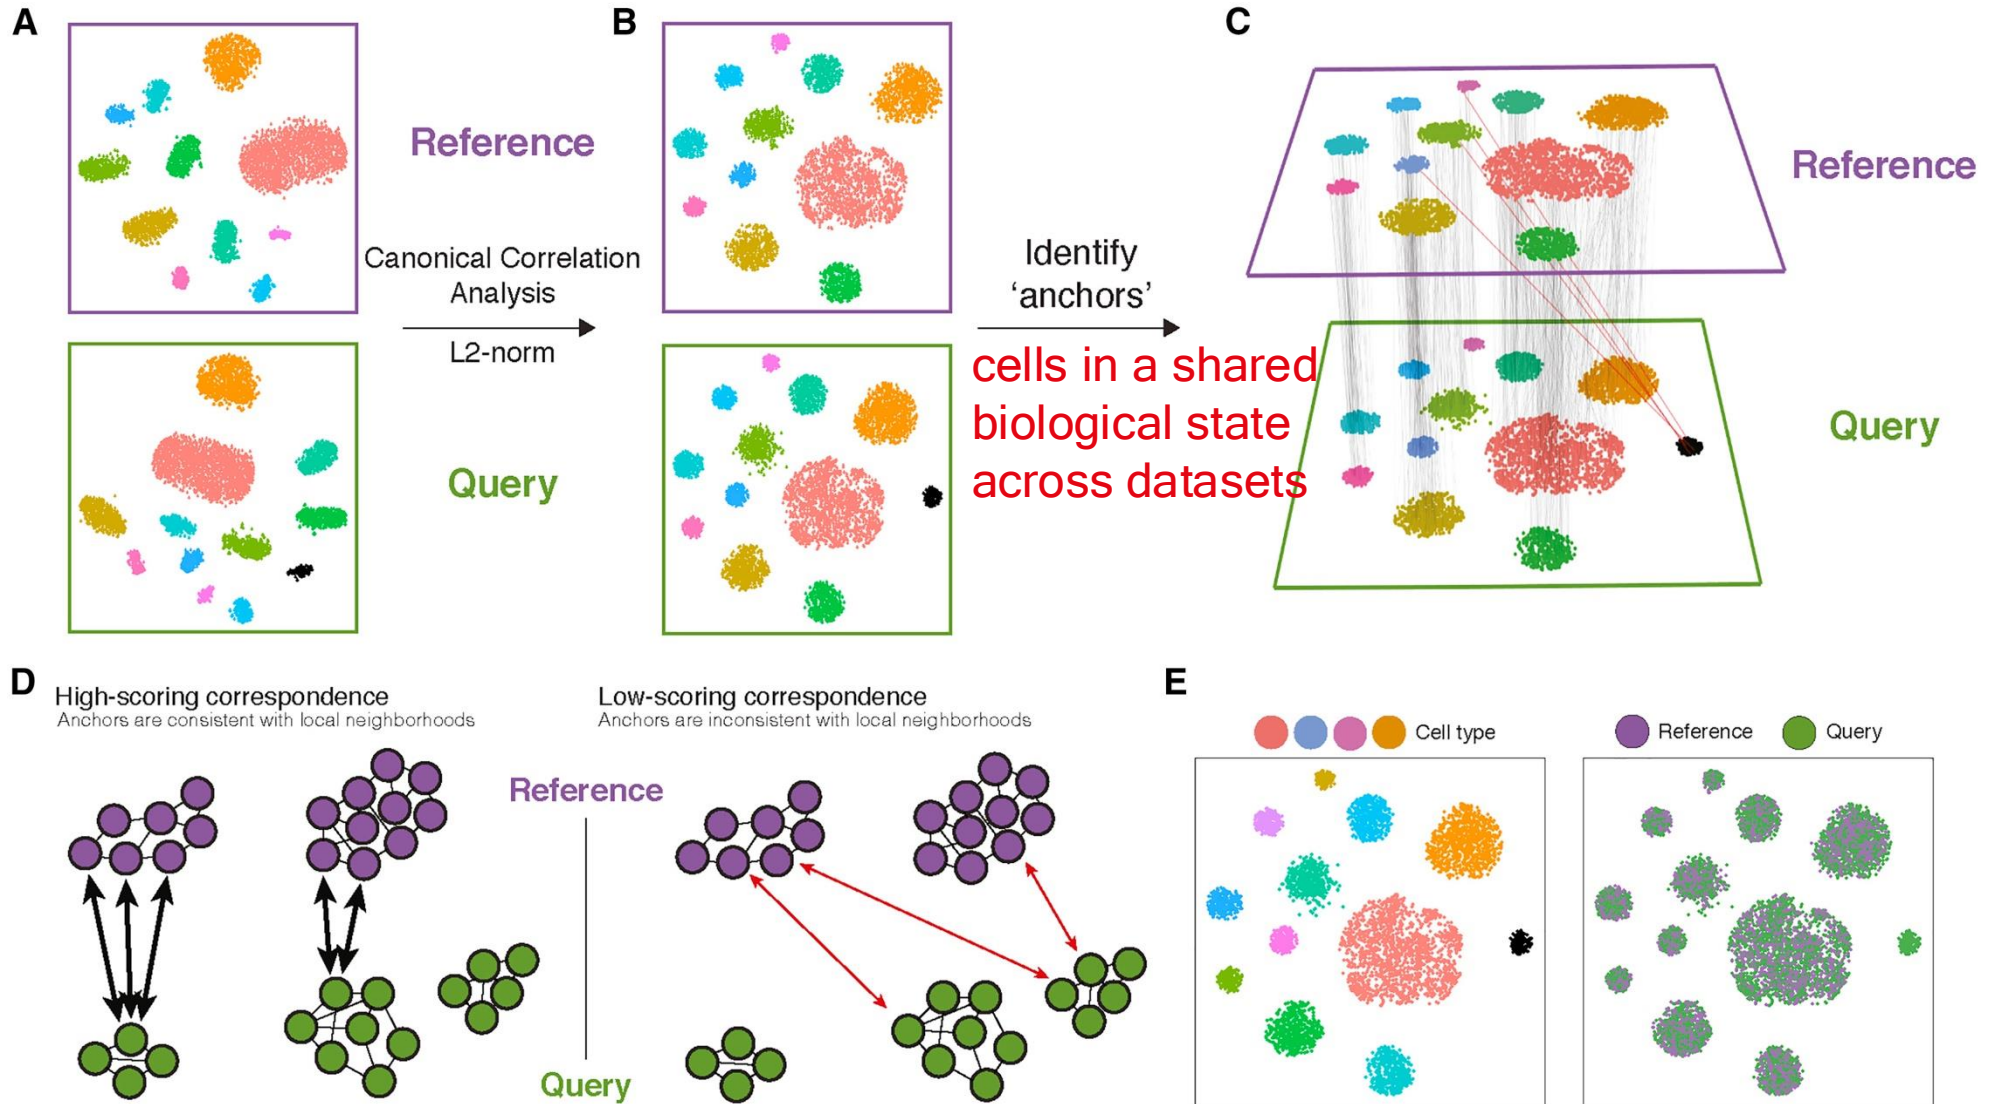 A
Reference
Canonical Correlation
Analysis
L2-norm
Query
B
Identify
‘anchors’
cells in a shared
biological state
across datasets
C
Reference
Query
D
High-scoring correspondence
Anchors are consistent with local neighborhoods
Low-scoring correspondence
Anchors are inconsistent with local neighborhoods
Reference
Query
E
Cell type
Reference
Query